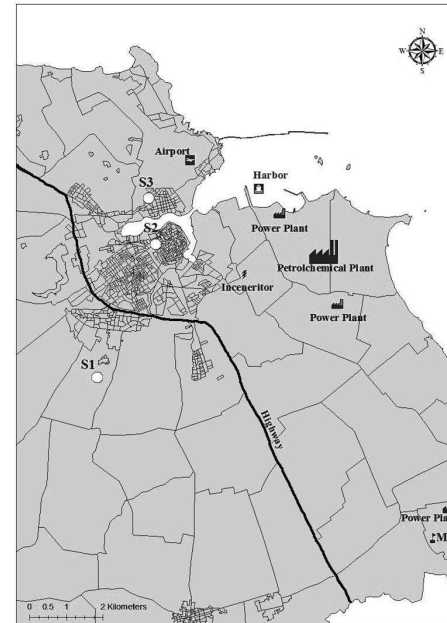 N
W E
S
Airport
S3
Harbor
Power Plant
S2
Petrolchemical Plant
Inceneritor
Power Plant
S1
Highway
Power Pla
M
0 0.5 1 2 Kilometers